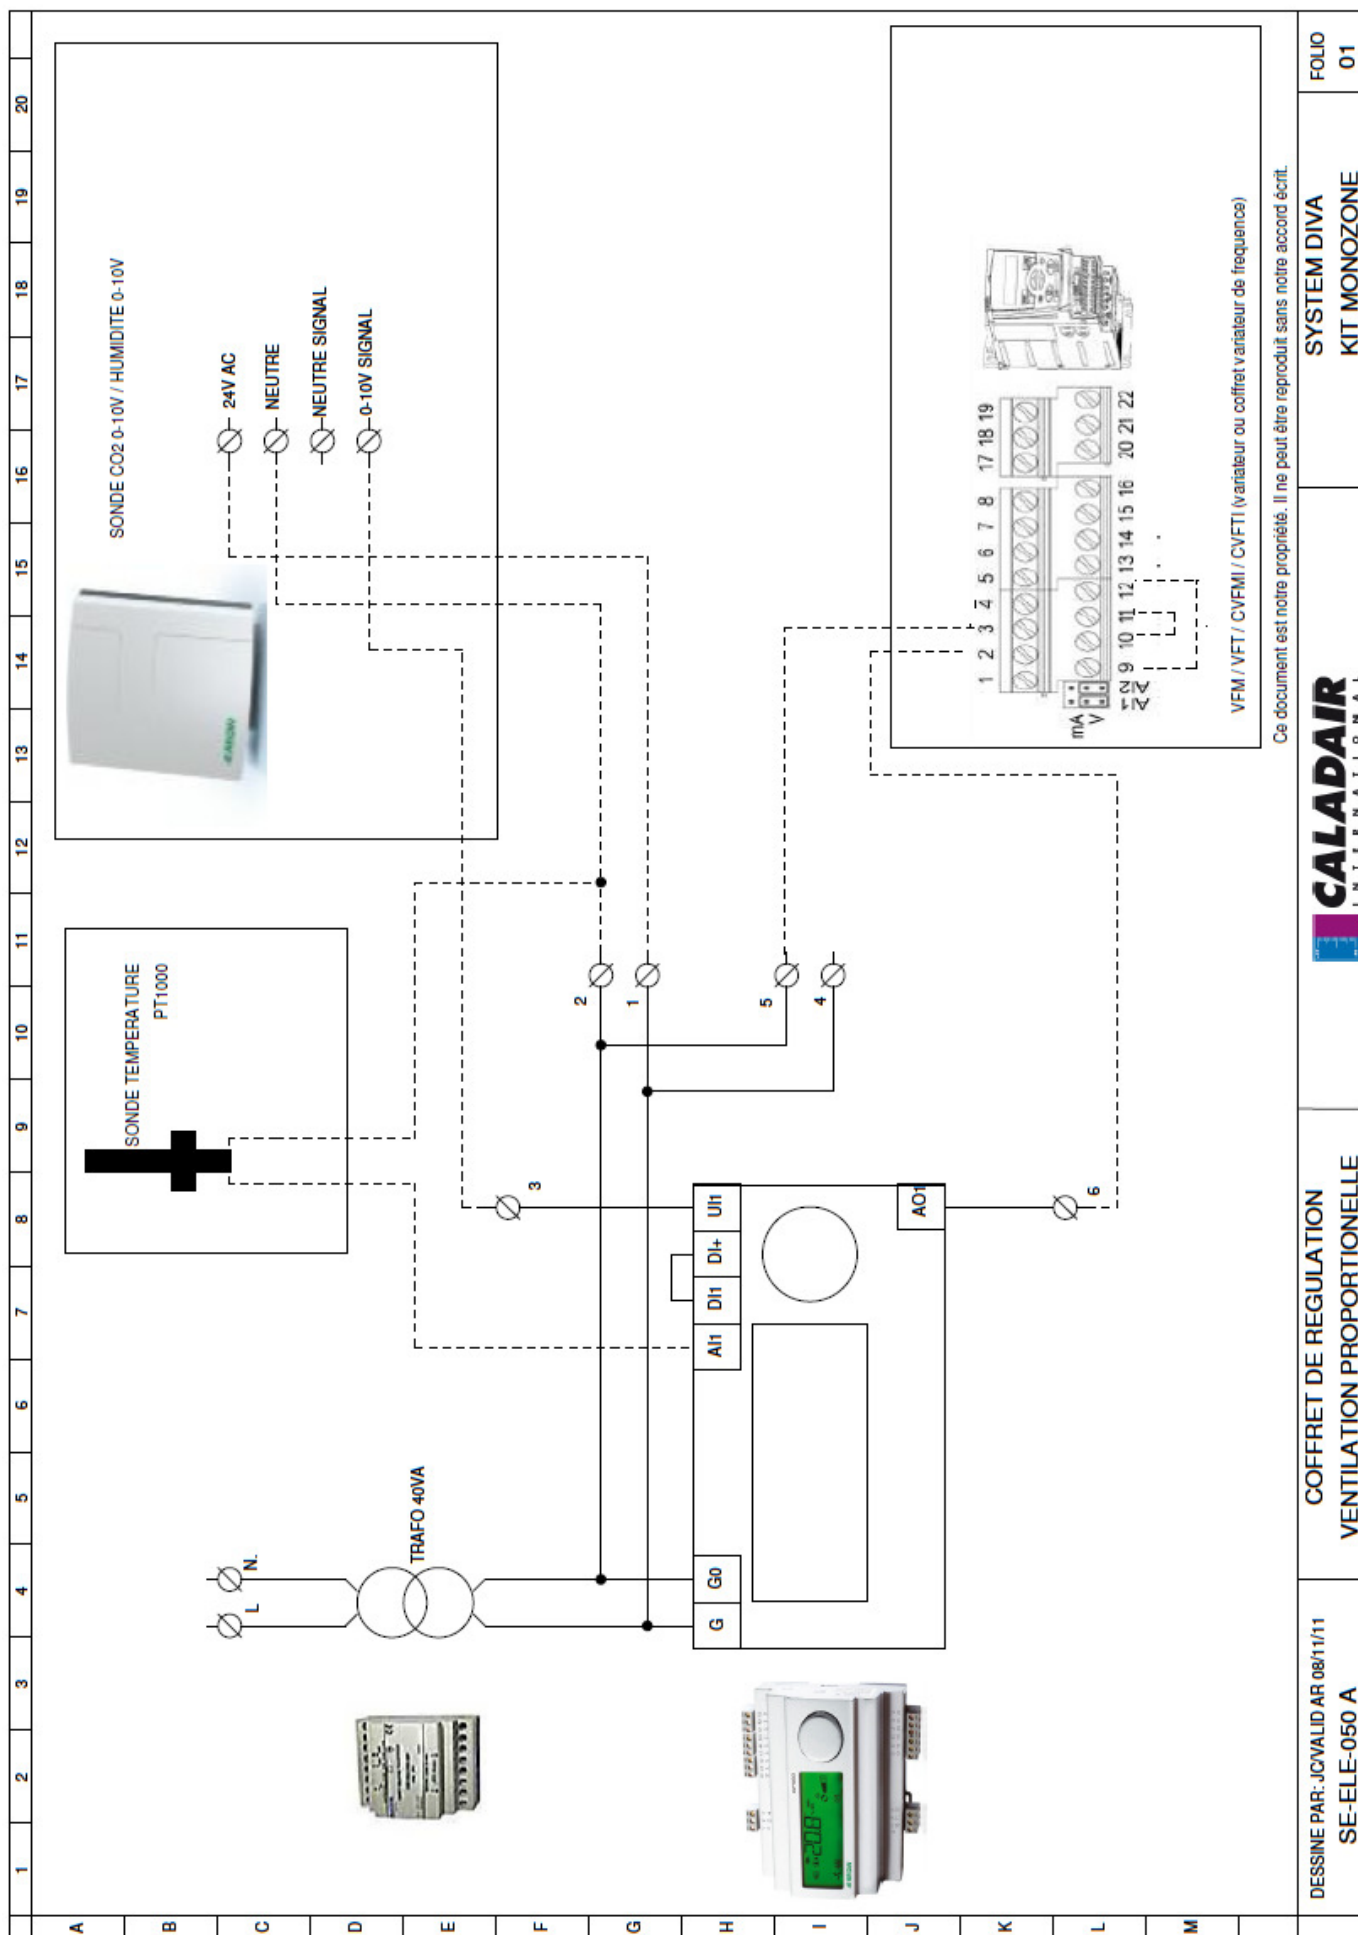 1 2 3 4 5 6 7 8 9 10 11 12 13 14 15 16 17 18 19 20
A
B
C
D
E
F
G
H
I
J
K
L
M
SONDE TEMPERATURE
PT1000
SONDE CO2 0-10V / HUMIDITE 0-10V
24V AC
NEUTRE
NEUTRE SIGNAL
0-10V SIGNAL
L
N.
TRAFO 40VA
3
2
1
5
4
6
G G0 AI1 DI1 DI+ UI1
AO1
1 2 3 4 5 6 7 8 17 18 19
mA
V
AI1
AI2
9 10 11 12 13 14 15 16 20 21 22
VFM / VFT / CVFMI / CVFTI (variateur ou coffret variateur de frequence)
Ce document est notre propriété. Il ne peut être reproduit sans notre accord écrit.
DESSINE PAR: JC/VALID AR 08/11/11
SE-ELE-050 A
COFFRET DE REGULATION
VENTILATION PROPORTIONELLE
CALADAIR
INTERNATIONAL
SYSTEM DIVA
KIT MONOZONE
FOLIO
01